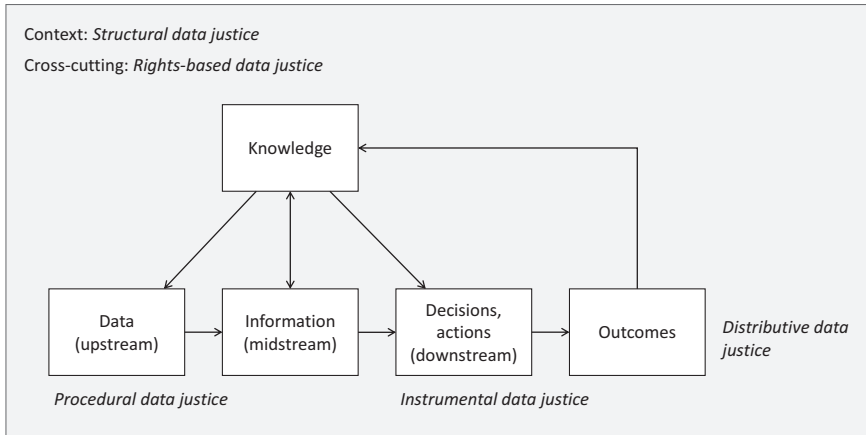 Context: Structural data justice
Cross-cutting: Rights-based data justice
Knowledge
Data
(upstream)
Information
(midstream)
Decisions,
actions
(downstream)
Outcomes
Distributive data
justice
Procedural data justice
Instrumental data justice